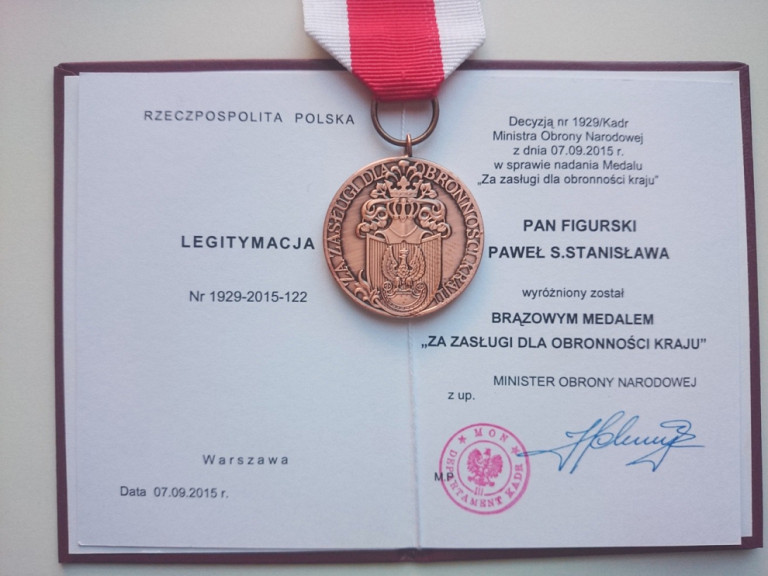 RZECZPOSPOLITA POLSKA
LEGITYMACJA
Nr 1929-2015-122
Warszawa
Data 07.09.2015 r.
ZA ZASŁUGI DLA OBRONNOŚCI KRAJU
Decyzją nr 1929/Kadr
Ministra Obrony Narodowej
z dnia 07.09.2015 r.
w sprawie nadania Medalu
„Za zasługi dla obronności kraju"
PAN FIGURSKI
PAWEŁ S.STANISŁAWA
wyróżniony został
BRĄZOWYM MEDALEM
„ZA ZASŁUGI DLA OBRONNOŚCI KRAJU"
MINISTER OBRONY NARODOWEJ
z up.
M.P
MON
DEPARTAMENT KADR
III